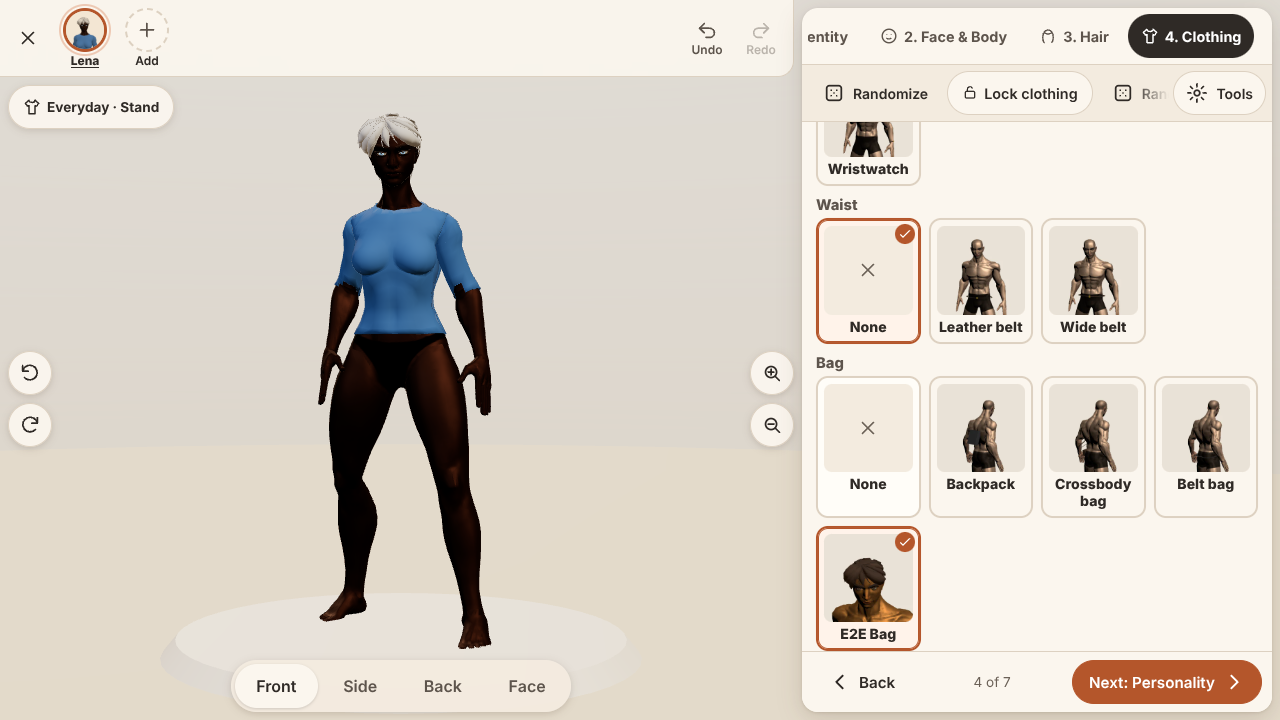 Lena
Add
Undo
Redo
entity
2. Face & Body
3. Hair
4. Clothing
Everyday · Stand
Randomize
Lock clothing
Ran
Tools
Wristwatch
Waist
None
Leather belt
Wide belt
Bag
None
Backpack
Crossbody
bag
Belt bag
E2E Bag
Front
Side
Back
Face
Back
4 of 7
Next: Personality